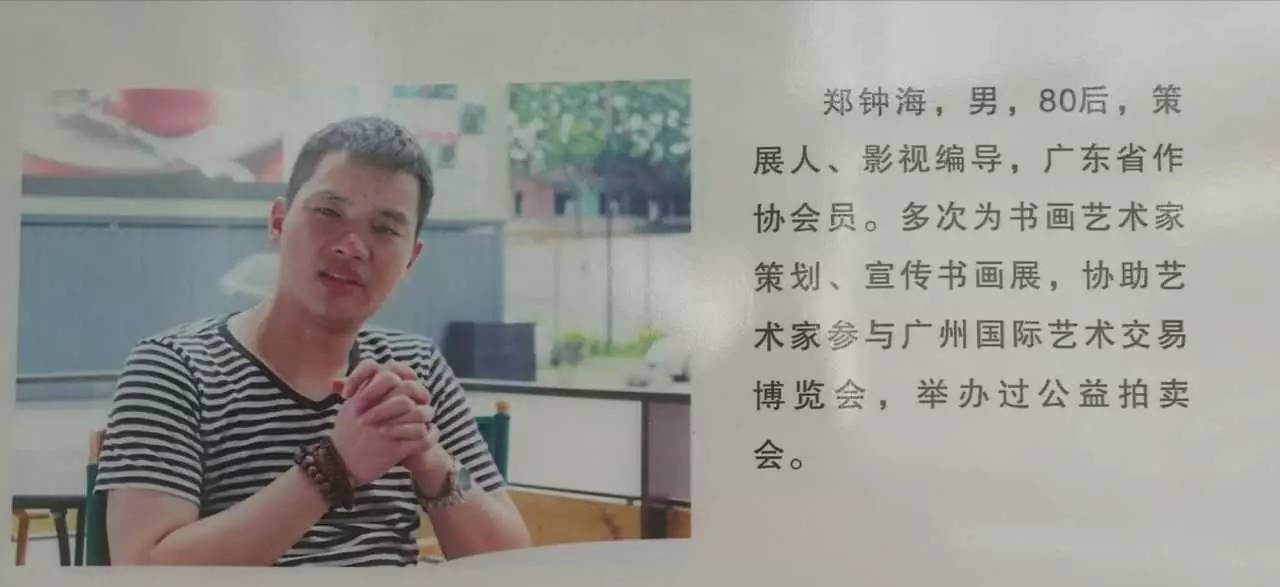 郑钟海，男，80后，策
展人、影视编导，广东省作
协会员。多次为书画艺术家
策划、宣传书画展，协助艺
术家参与广州国际艺术交易
博览会，举办过公益拍卖
会。